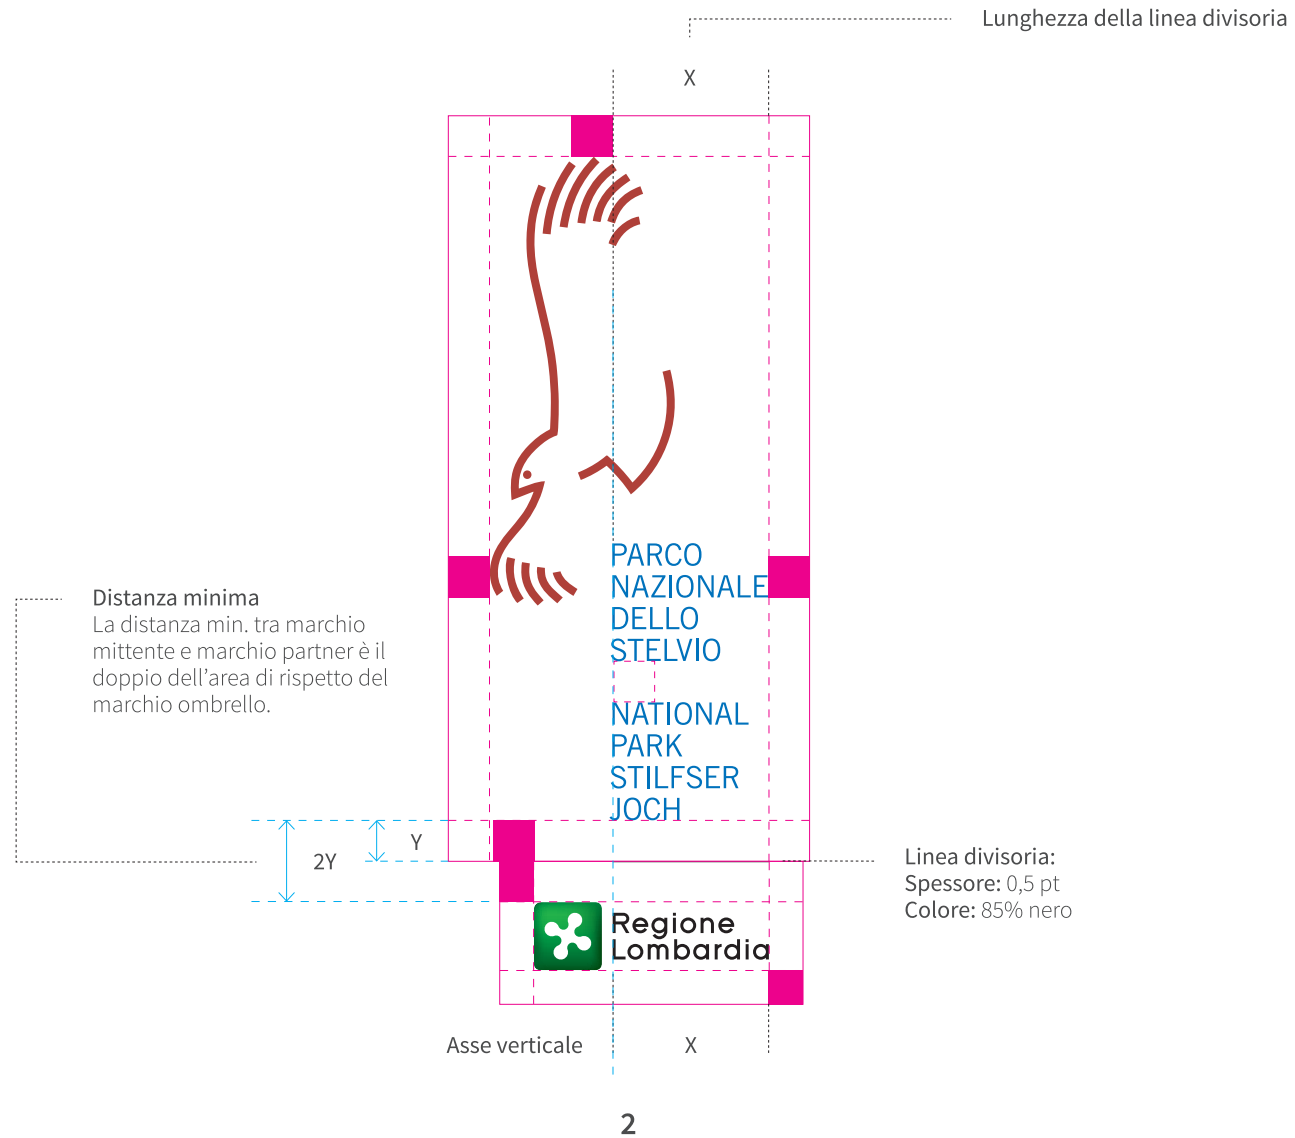 Lunghezza della linea divisoria
X
PARCO
NAZIONALE
DELLO
STELVIO
NATIONAL
PARK
STILFSER
JOCH
Distanza minima
La distanza min. tra marchio
mittente e marchio partner è il
doppio dell’area di rispetto del
marchio ombrello.
Y
2Y
Linea divisoria:
Spessore: 0,5 pt
Colore: 85% nero
Regione
Lombardia
Asse verticale
X
2